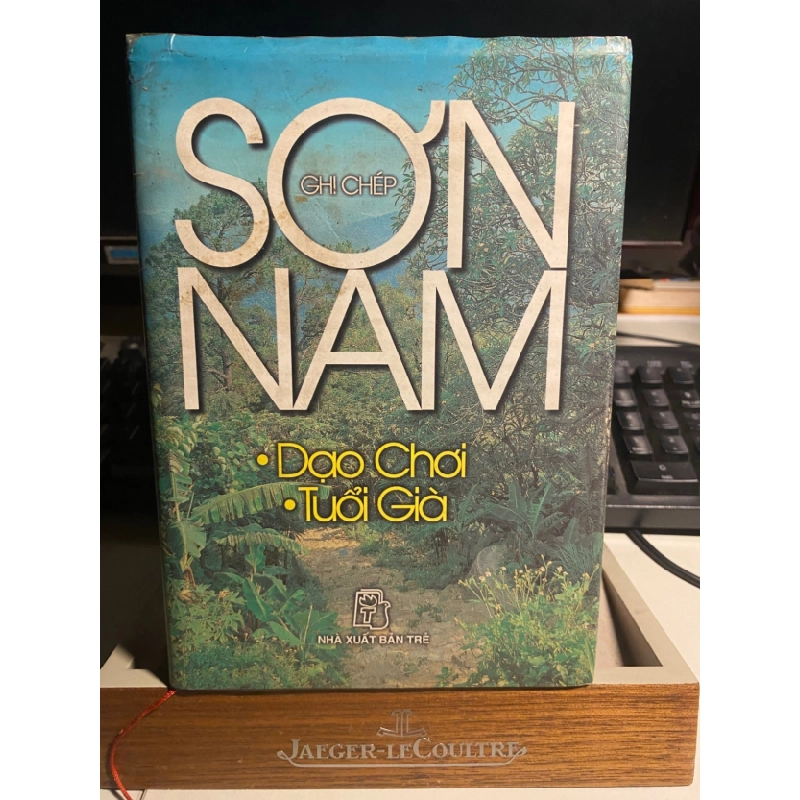 SƠN
GHI CHÉP
NAM
• Dạo Chơi
• Tuổi Già
T
NHÀ XUẤT BẢN TRẺ
JAEGER-LECOULTRE